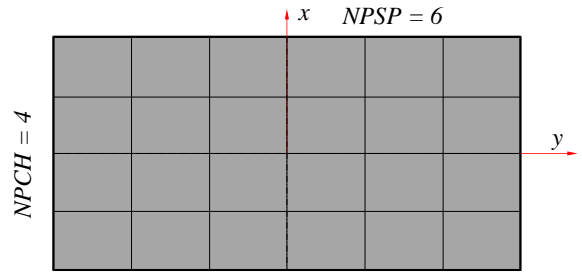 x
NPSP = 6
y
NPCH = 4